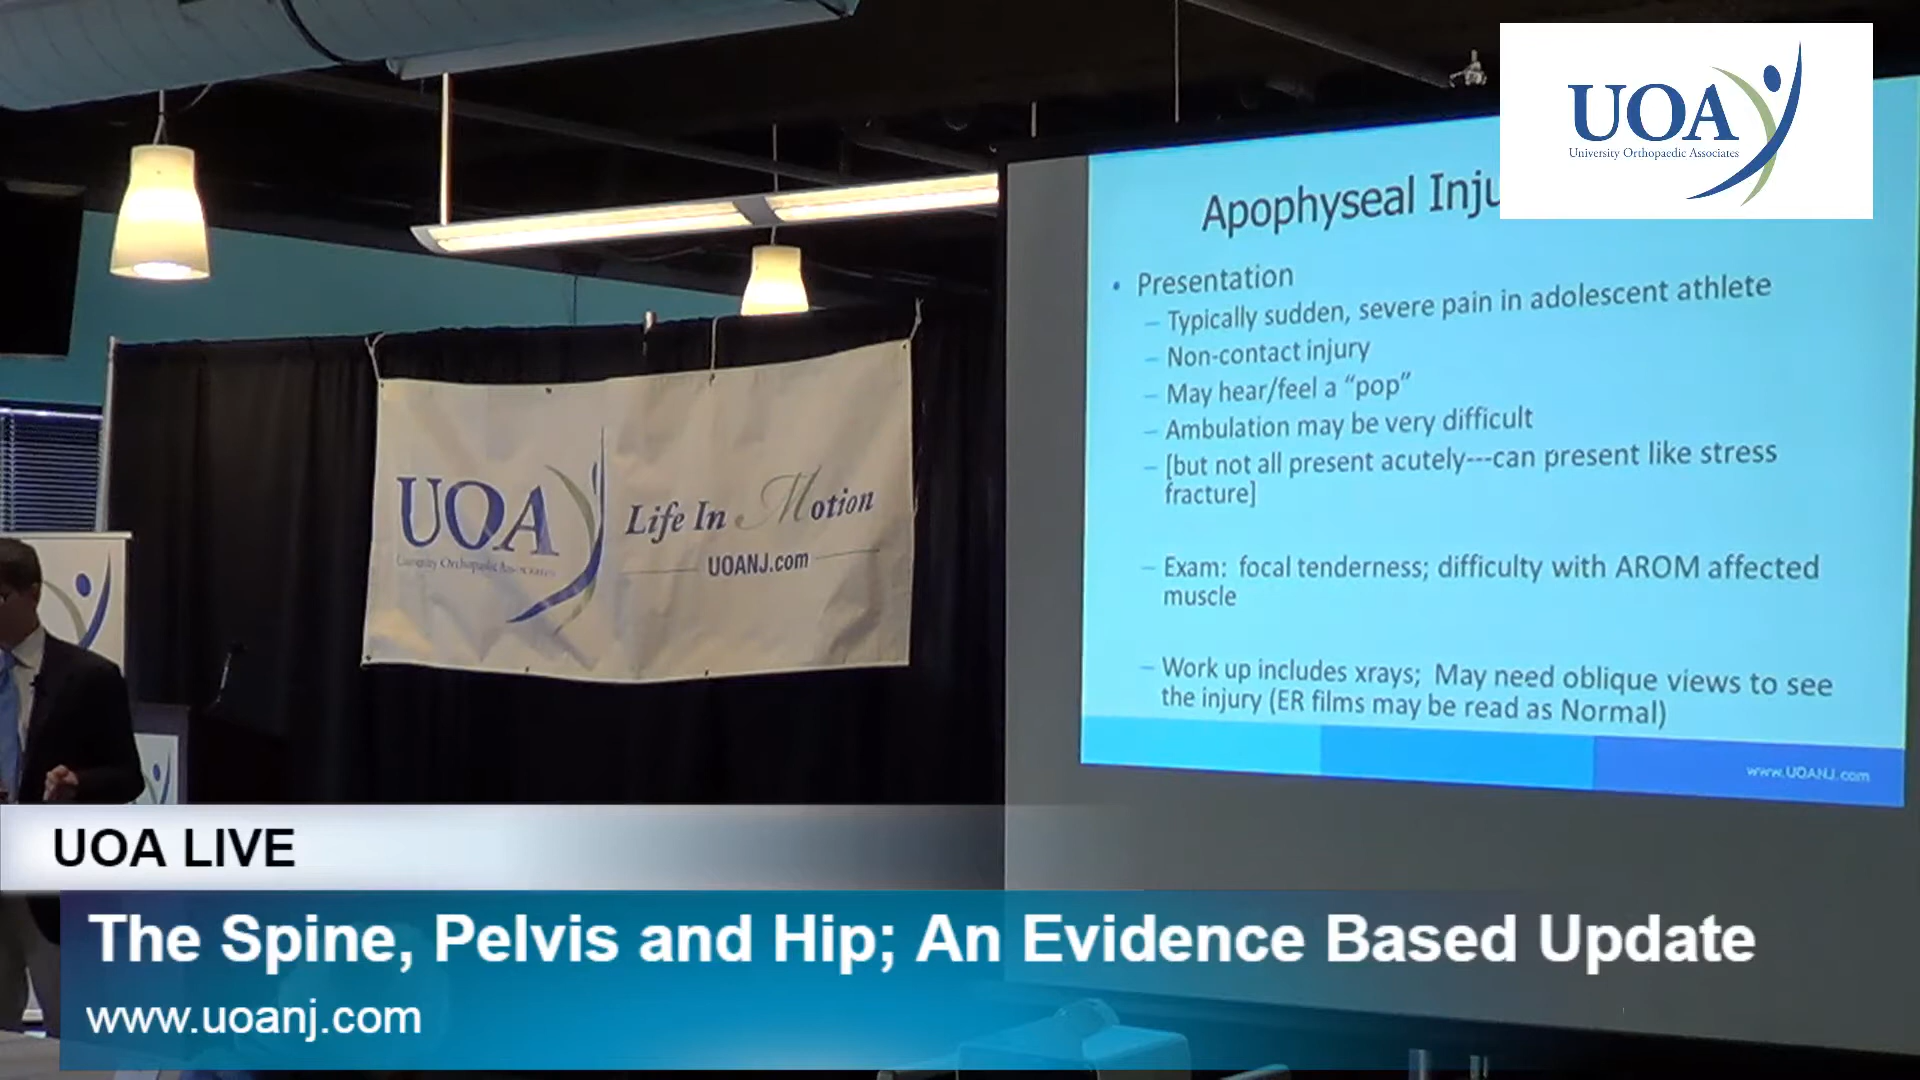 UOA
University Orthopaedic Associates
Apophyseal Inju
• Presentation
– Typically sudden, severe pain in adolescent athlete
– Non-contact injury
– May hear/feel a “pop”
– Ambulation may be very difficult
– [but not all present acutely---can present like stress
fracture]
– Exam: focal tenderness; difficulty with AROM affected
muscle
– Work up includes xrays; May need oblique views to see
the injury (ER films may be read as Normal)
www.UOANJ.com
UOA
University Orthopaedic Associates
Life In Motion
UOANJ.com
UOA LIVE
The Spine, Pelvis and Hip; An Evidence Based Update
www.uoanj.com